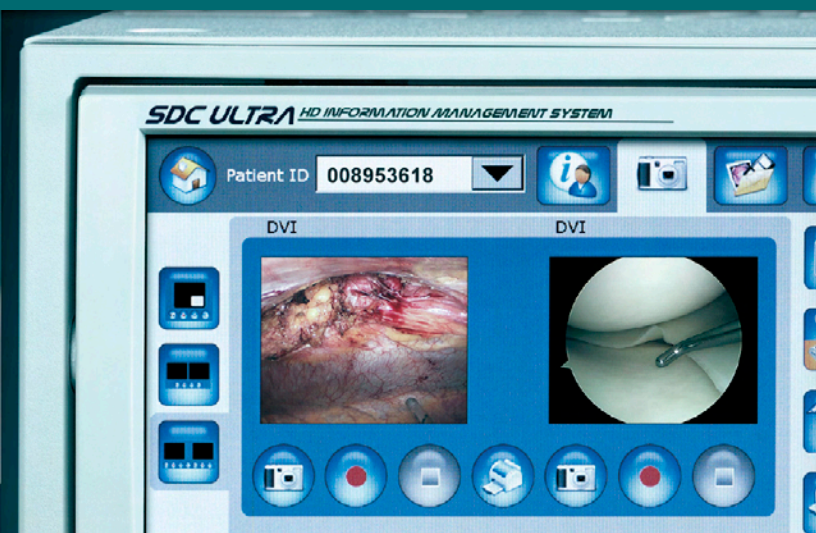 SDC ULTRA HD INFORMATION MANAGEMENT SYSTEM
Patient ID 008953618
DVI DVI